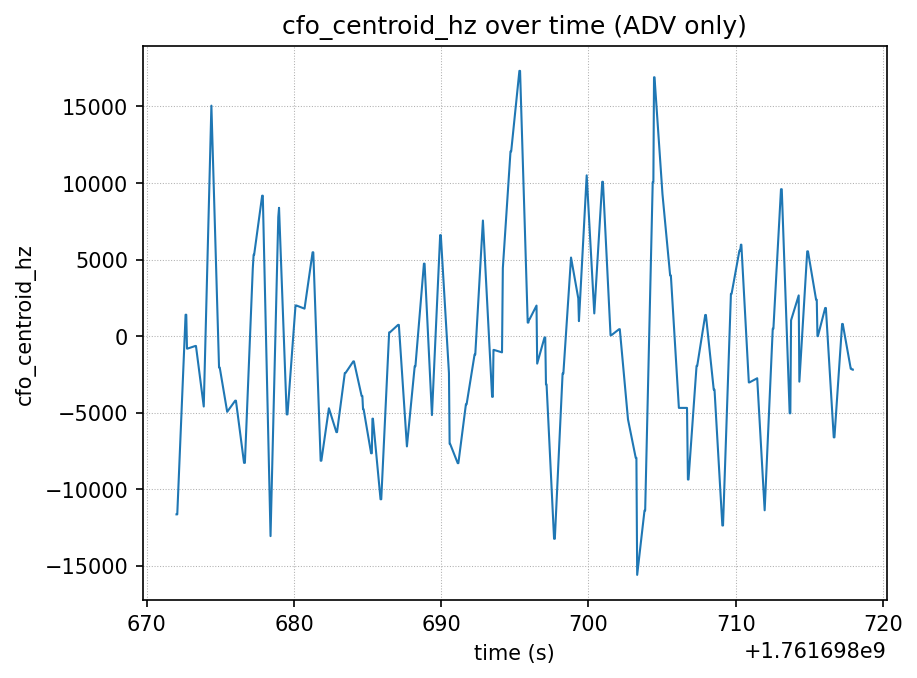 cfo_centroid_hz over time (ADV only)
15000
10000
5000
0
−5000
−10000
−15000
cfo_centroid_hz
670 680 690 700 710 720
time (s)
+1.761698e9